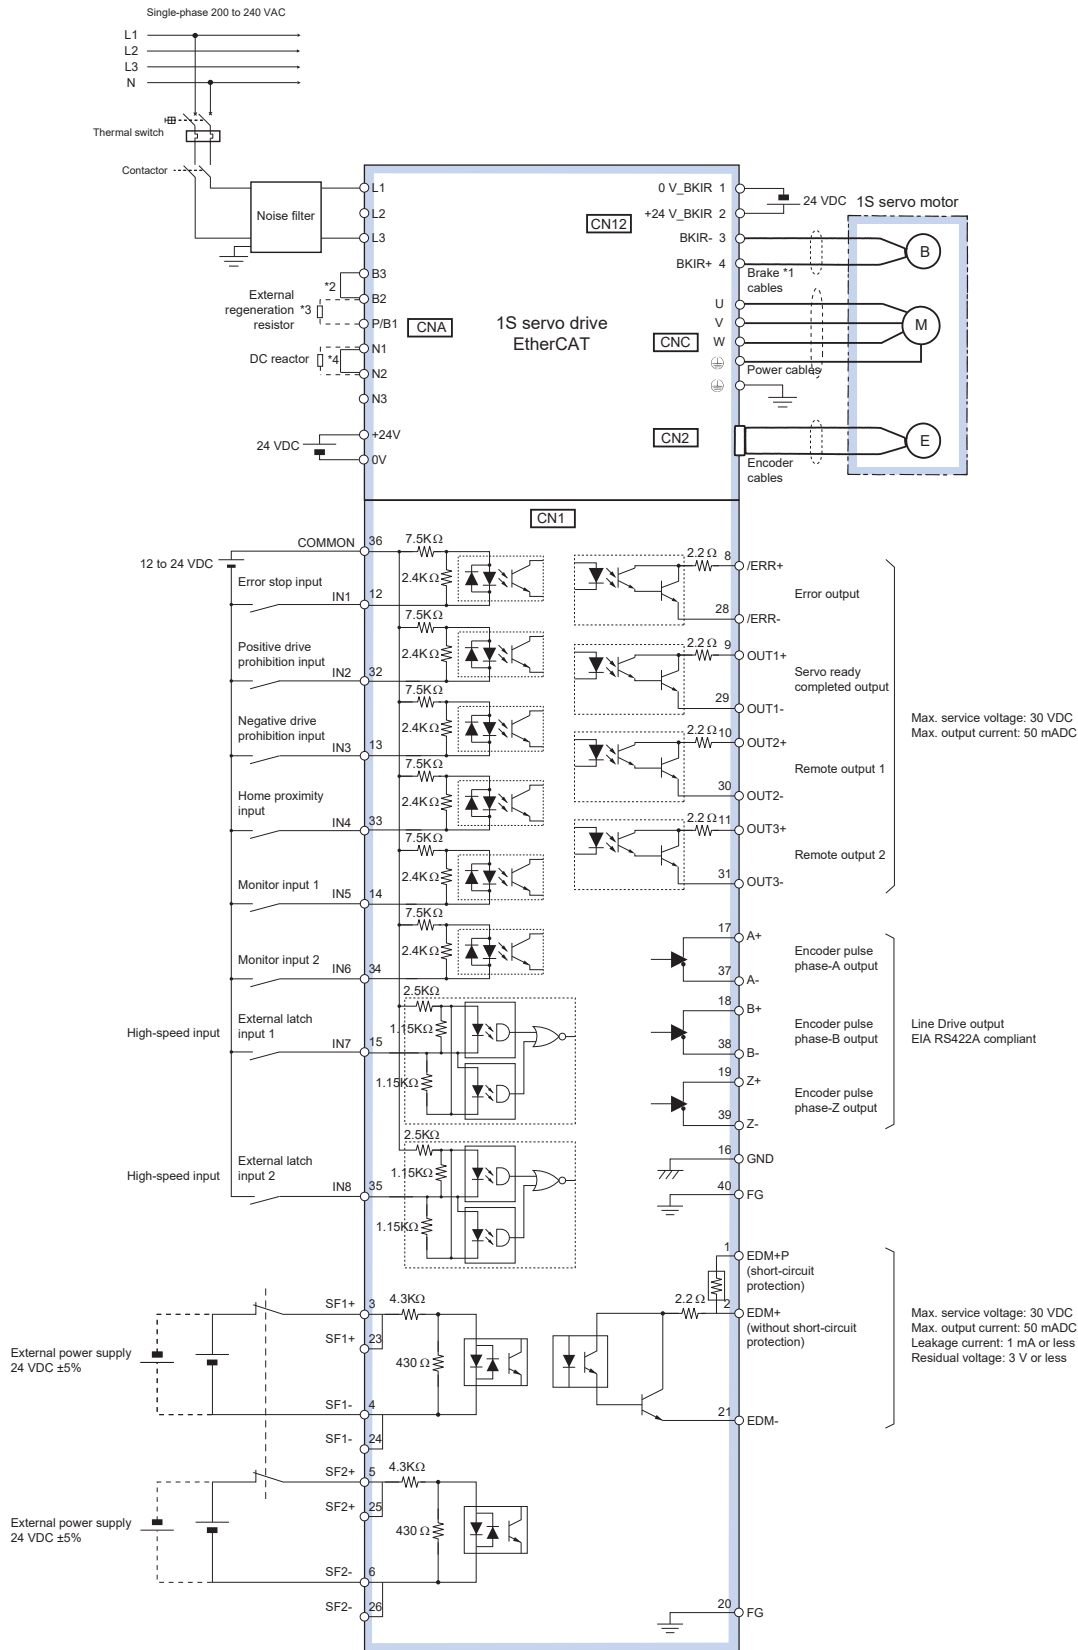 Single-phase 200 to 240 VAC
L1
L2
L3
N
Thermal switch
Contactor
Noise filter
L1
L2
L3
B3
*2
B2
External regeneration resistor
*3
P/B1
CNA
N1
DC reactor
*4
N2
N3
+24V
24 VDC
0V
1S servo drive
EtherCAT
0 V_BKIR 1
+24 V_BKIR 2
24 VDC
CN12
BKIR- 3
BKIR+ 4
Brake *1
cables
1S servo motor
B
U
V
W
CNC
M
Power cables
CN2
E
Encoder
cables
CN1
12 to 24 VDC
COMMON
36
7.5KΩ
2.4KΩ
Error stop input
IN1
12
7.5KΩ
2.4KΩ
Positive drive
prohibition input
IN2
32
7.5KΩ
2.4KΩ
Negative drive
prohibition input
IN3
13
7.5KΩ
2.4KΩ
Home proximity
input
IN4
33
7.5KΩ
2.4KΩ
Monitor input 1
IN5
14
7.5KΩ
2.4KΩ
Monitor input 2
IN6
34
2.5KΩ
1.15KΩ
High-speed input
External latch
input 1
IN7
15
1.15KΩ
2.5KΩ
1.15KΩ
High-speed input
External latch
input 2
IN8
35
1.15KΩ
2.2Ω
8
/ERR+
Error output
28
/ERR-
2.2Ω
9
OUT1+
Servo ready
completed output
29
OUT1-
2.2Ω
10
OUT2+
Remote output 1
30
OUT2-
2.2Ω
11
OUT3+
Remote output 2
31
OUT3-
Max. service voltage: 30 VDC
Max. output current: 50 mADC
17
A+
Encoder pulse
phase-A output
37
A-
18
B+
Encoder pulse
phase-B output
38
B-
19
Z+
Encoder pulse
phase-Z output
39
Z-
Line Drive output
EIA RS422A compliant
16
GND
40
FG
1
EDM+P
(short-circuit
protection)
2.2Ω
2
EDM+
(without short-circuit
protection)
21
EDM-
Max. service voltage: 30 VDC
Max. output current: 50 mADC
Leakage current: 1 mA or less
Residual voltage: 3 V or less
External power supply
24 VDC ±5%
SF1+
3
4.3KΩ
SF1+
23
430 Ω
SF1-
4
SF1-
24
External power supply
24 VDC ±5%
SF2+
5
4.3KΩ
SF2+
25
430 Ω
SF2-
6
SF2-
26
20
FG